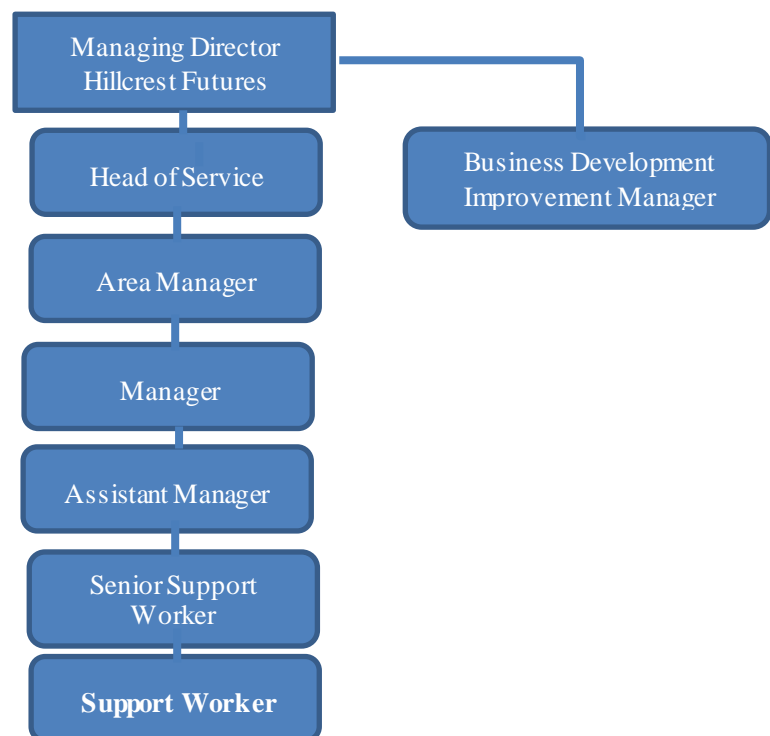 Managing Director
Hillcrest Futures
Head of Service
Business Development
Improvement Manager
Area Manager
Manager
Assistant Manager
Senior Support
Worker
Support Worker